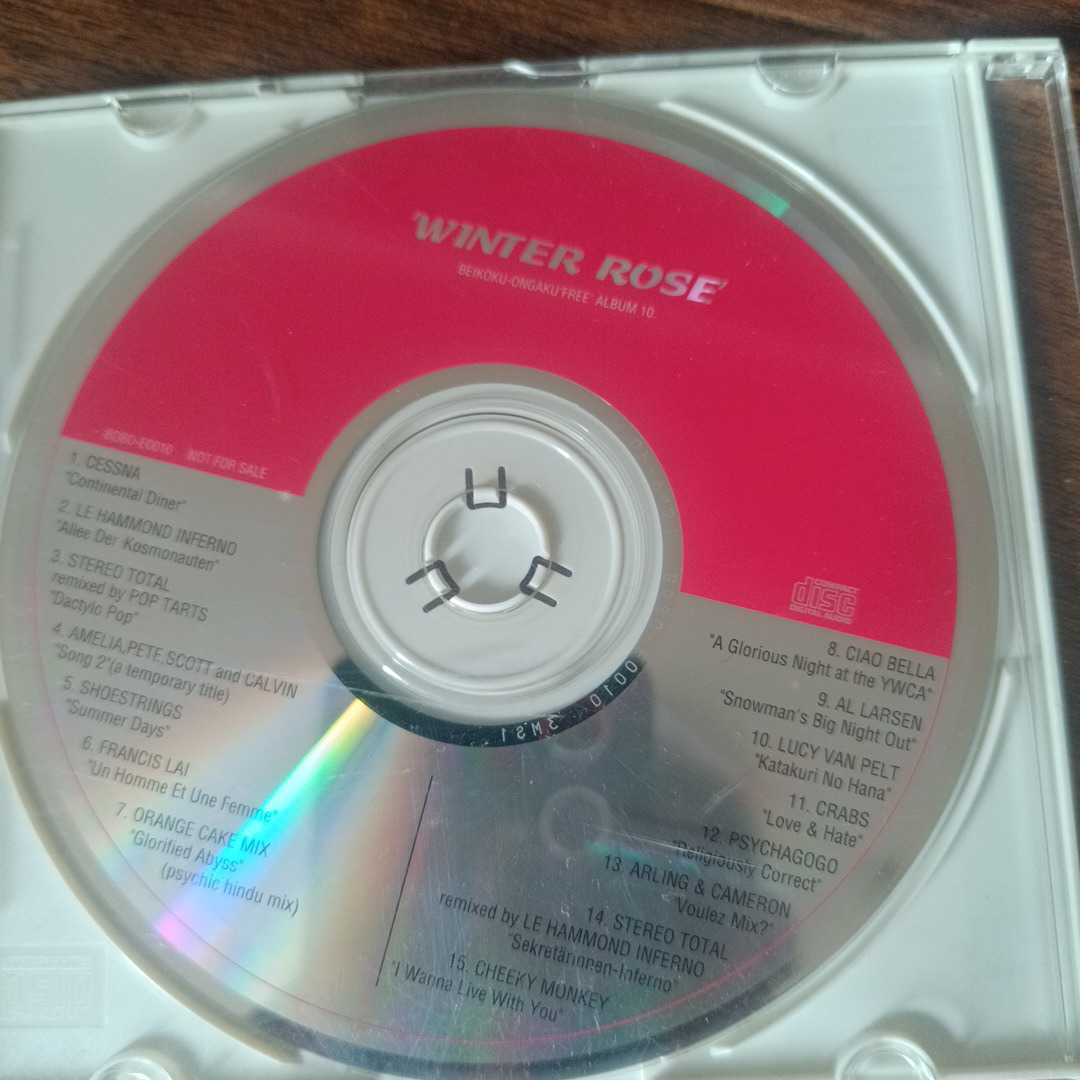 'WINTER ROSE'
BEIKOKU-ONGAKU'FREE ALBUM 10
NOT FOR SALE
1. CESSNA
"Continental Diner"
2. LE HAMMOND INFERNO
"Allee Der Kosmonauten"
3. STEREO TOTAL
remixed by POP TARTS
"Dactylo Pop"
4. AMELIA,PETE,SCOTT and CALVIN
"Song 2"(a temporary title)
5. SHOESTRINGS
"Summer Days"
6. FRANCIS LAI
"Un Homme Et Une Femme"
7. ORANGE CAKE MIX
"Glorified Abyss"
(psychic hindu mix)
COMPACT
disc
DIGITAL AUDIO
8. CIAO BELLA
"A Glorious Night at the YWCA"
9. AL LARSEN
"Snowman's Big Night Out"
10. LUCY VAN PELT
"Katakuri No Hana"
11. CRABS
"Love & Hate"
12. PSYCHAGOGO
"Religiously Correct"
13. ARLING & CAMERON
"Voulez Mix?"
14. STEREO TOTAL
remixed by LE HAMMOND INFERNO
"Sekretärinnen-Inferno"
15. CHEEKY MONKEY
"I Wanna Live With You"